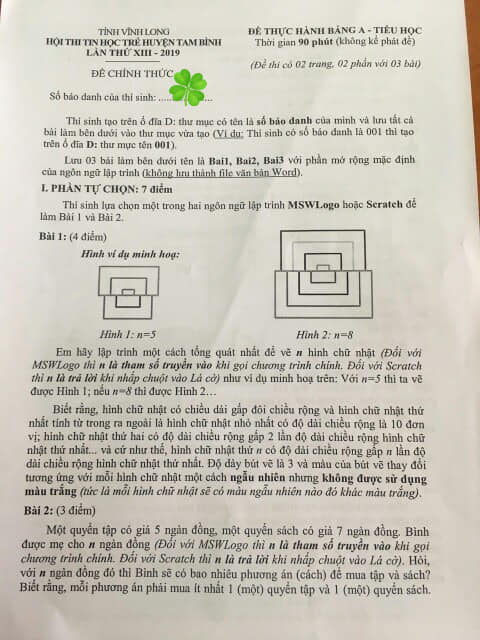 TỈNH VĨNH LONG
HỘI THI TIN HỌC TRẺ HUYỆN TAM BÌNH
LẦN THỨ XIII - 2019
ĐỀ CHÍNH THỨC
Số báo danh của thí sinh: ..............
ĐỀ THỰC HÀNH BẢNG A - TIỂU HỌC
Thời gian 90 phút (không kể phát đề)
(Đề thi có 02 trang, 02 phần với 03 bài)
Thí sinh tạo trên ổ đĩa D: thư mục có tên là số báo danh của mình và lưu tất cả
bài làm bên dưới vào thư mục vừa tạo (Ví dụ: Thí sinh có số báo danh là 001 thì tạo
trên ổ đĩa D: thư mục tên 001).
Lưu 03 bài làm bên dưới tên là Bai1, Bai2, Bai3 với phần mở rộng mặc định
của ngôn ngữ lập trình (không lưu thành file văn bản Word).
I. PHẦN TỰ CHỌN: 7 điểm
Thí sinh lựa chọn một trong hai ngôn ngữ lập trình MSWLogo hoặc Scratch để
làm Bài 1 và Bài 2.
Bài 1: (4 điểm)
Hình ví dụ minh hoạ:
Hình 1: n=5
Hình 2: n=8
Em hãy lập trình một cách tổng quát nhất để vẽ n hình chữ nhật (Đối với
MSWLogo thì n là tham số truyền vào khi gọi chương trình chính. Đối với Scratch
thì n là trả lời khi nhấp chuột vào Lá cờ) như ví dụ minh hoạ trên: Với n=5 thì ta vẽ
được Hình 1; nếu n=8 thì được Hình 2…
Biết rằng, hình chữ nhật có chiều dài gấp đôi chiều rộng và hình chữ nhật thứ
nhất tính từ trong ra ngoài là hình chữ nhật nhỏ nhất có độ dài chiều rộng là 10 đơn
vị; hình chữ nhật thứ hai có độ dài chiều rộng gấp 2 lần độ dài chiều rộng hình chữ
nhật thứ nhất... và cứ như thế, hình chữ nhật thứ n có độ dài chiều rộng gấp n lần độ
dài chiều rộng hình chữ nhật thứ nhất. Độ dày bút vẽ là 3 và màu của bút vẽ thay đổi
tương ứng với mỗi hình chữ nhật một cách ngẫu nhiên nhưng không được sử dụng
màu trắng (tức là mỗi hình chữ nhật sẽ có màu ngẫu nhiên nào đó khác màu trắng).
Bài 2: (3 điểm)
Một quyển tập có giá 5 ngàn đồng, một quyển sách có giá 7 ngàn đồng. Bình
được mẹ cho n ngàn đồng (Đối với MSWLogo thì n là tham số truyền vào khi gọi
chương trình chính. Đối với Scratch thì n là trả lời khi nhấp chuột vào Lá cờ). Hỏi,
với n ngàn đồng đó thì Bình sẽ có bao nhiêu phương án (cách) để mua tập và sách?
Biết rằng, mỗi phương án phải mua ít nhất 1 (một) quyển tập và 1 (một) quyển sách.